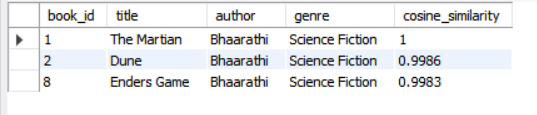 book_id title author genre cosine_similarity
1 The Martian Bhaarathi Science Fiction 1
2 Dune Bhaarathi Science Fiction 0.9986
8 Enders Game Bhaarathi Science Fiction 0.9983